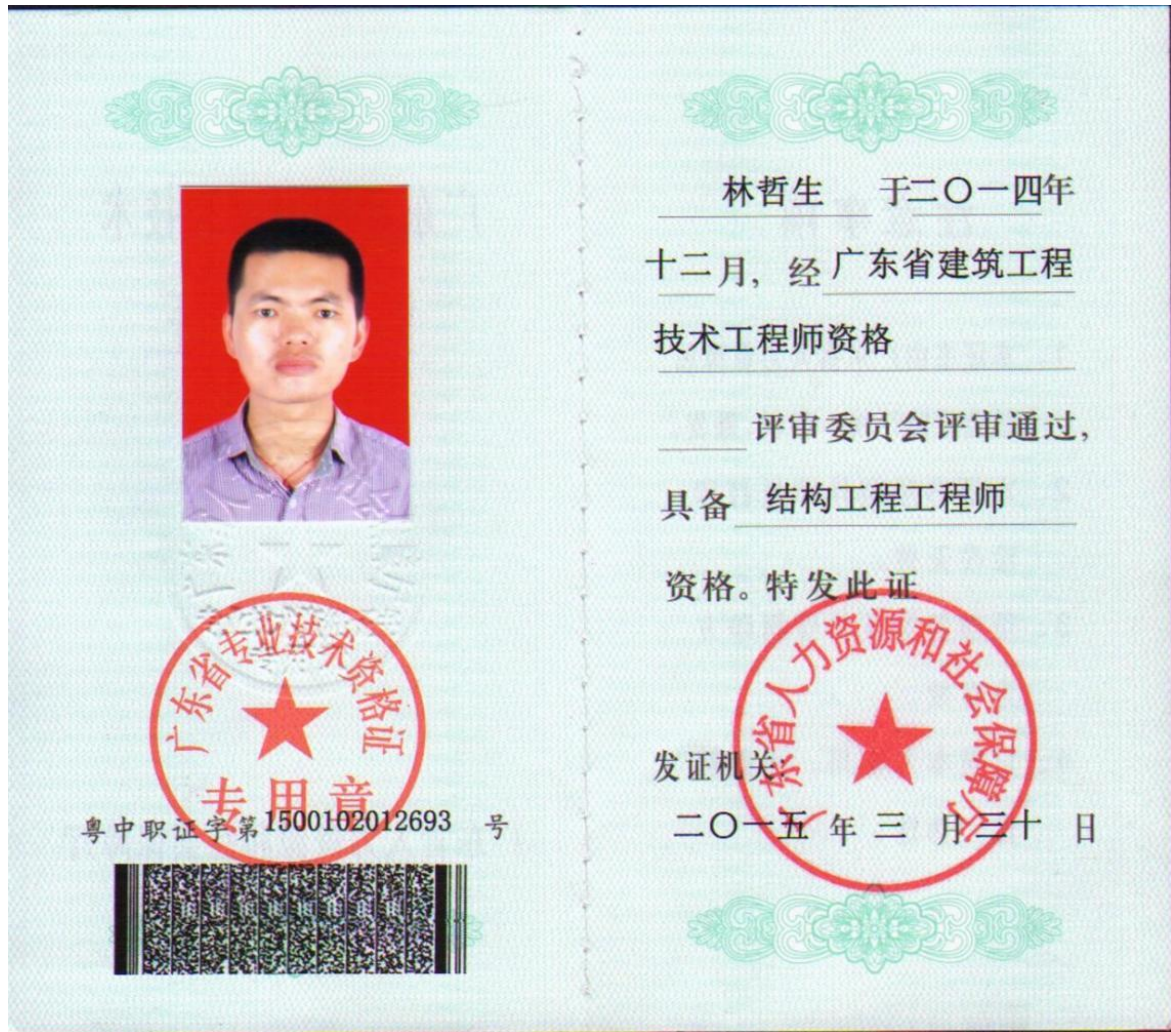 广东省专业技术资格证
专用章
粤中职证字第1500102012693号
林哲生 于二〇一四年
十二月，经广东省建筑工程
技术工程师资格
评审委员会评审通过，
具备 结构工程工程师
资格。特发此证
广东省人力资源和社会保障厅
发证机关：
二〇一五年三月三十日